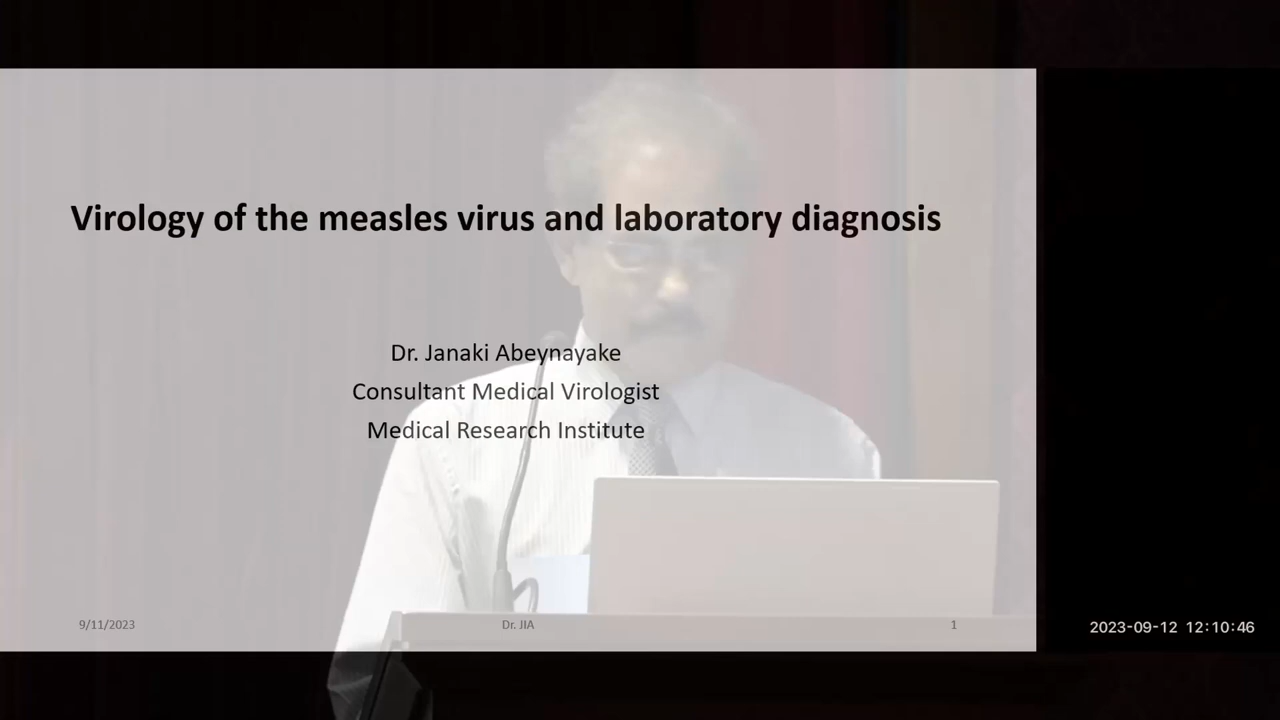 Virology of the measles virus and laboratory diagnosis
Dr. Janaki Abeynayake
Consultant Medical Virologist
Medical Research Institute
9/11/2023
Dr. JIA
1
2023-09-12 12:10:46